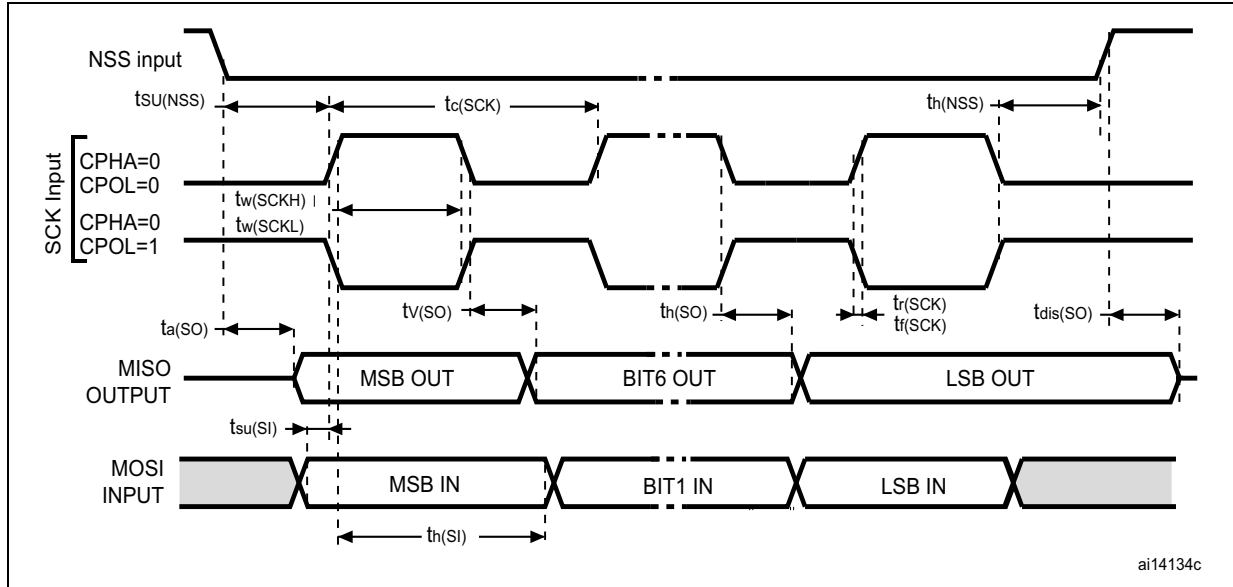 NSS input
tSU(NSS)
tc(SCK)
th(NSS)
SCK Input
CPHA=0
CPOL=0
tw(SCKH)
CPHA=0
tw(SCKL)
CPOL=1
ta(SO)
tV(SO)
th(SO)
tr(SCK)
tf(SCK)
tdis(SO)
MISO
OUTPUT
MSB OUT
BIT6 OUT
LSB OUT
tsu(SI)
MOSI
INPUT
MSB IN
BIT1 IN
LSB IN
th(SI)
ai14134c